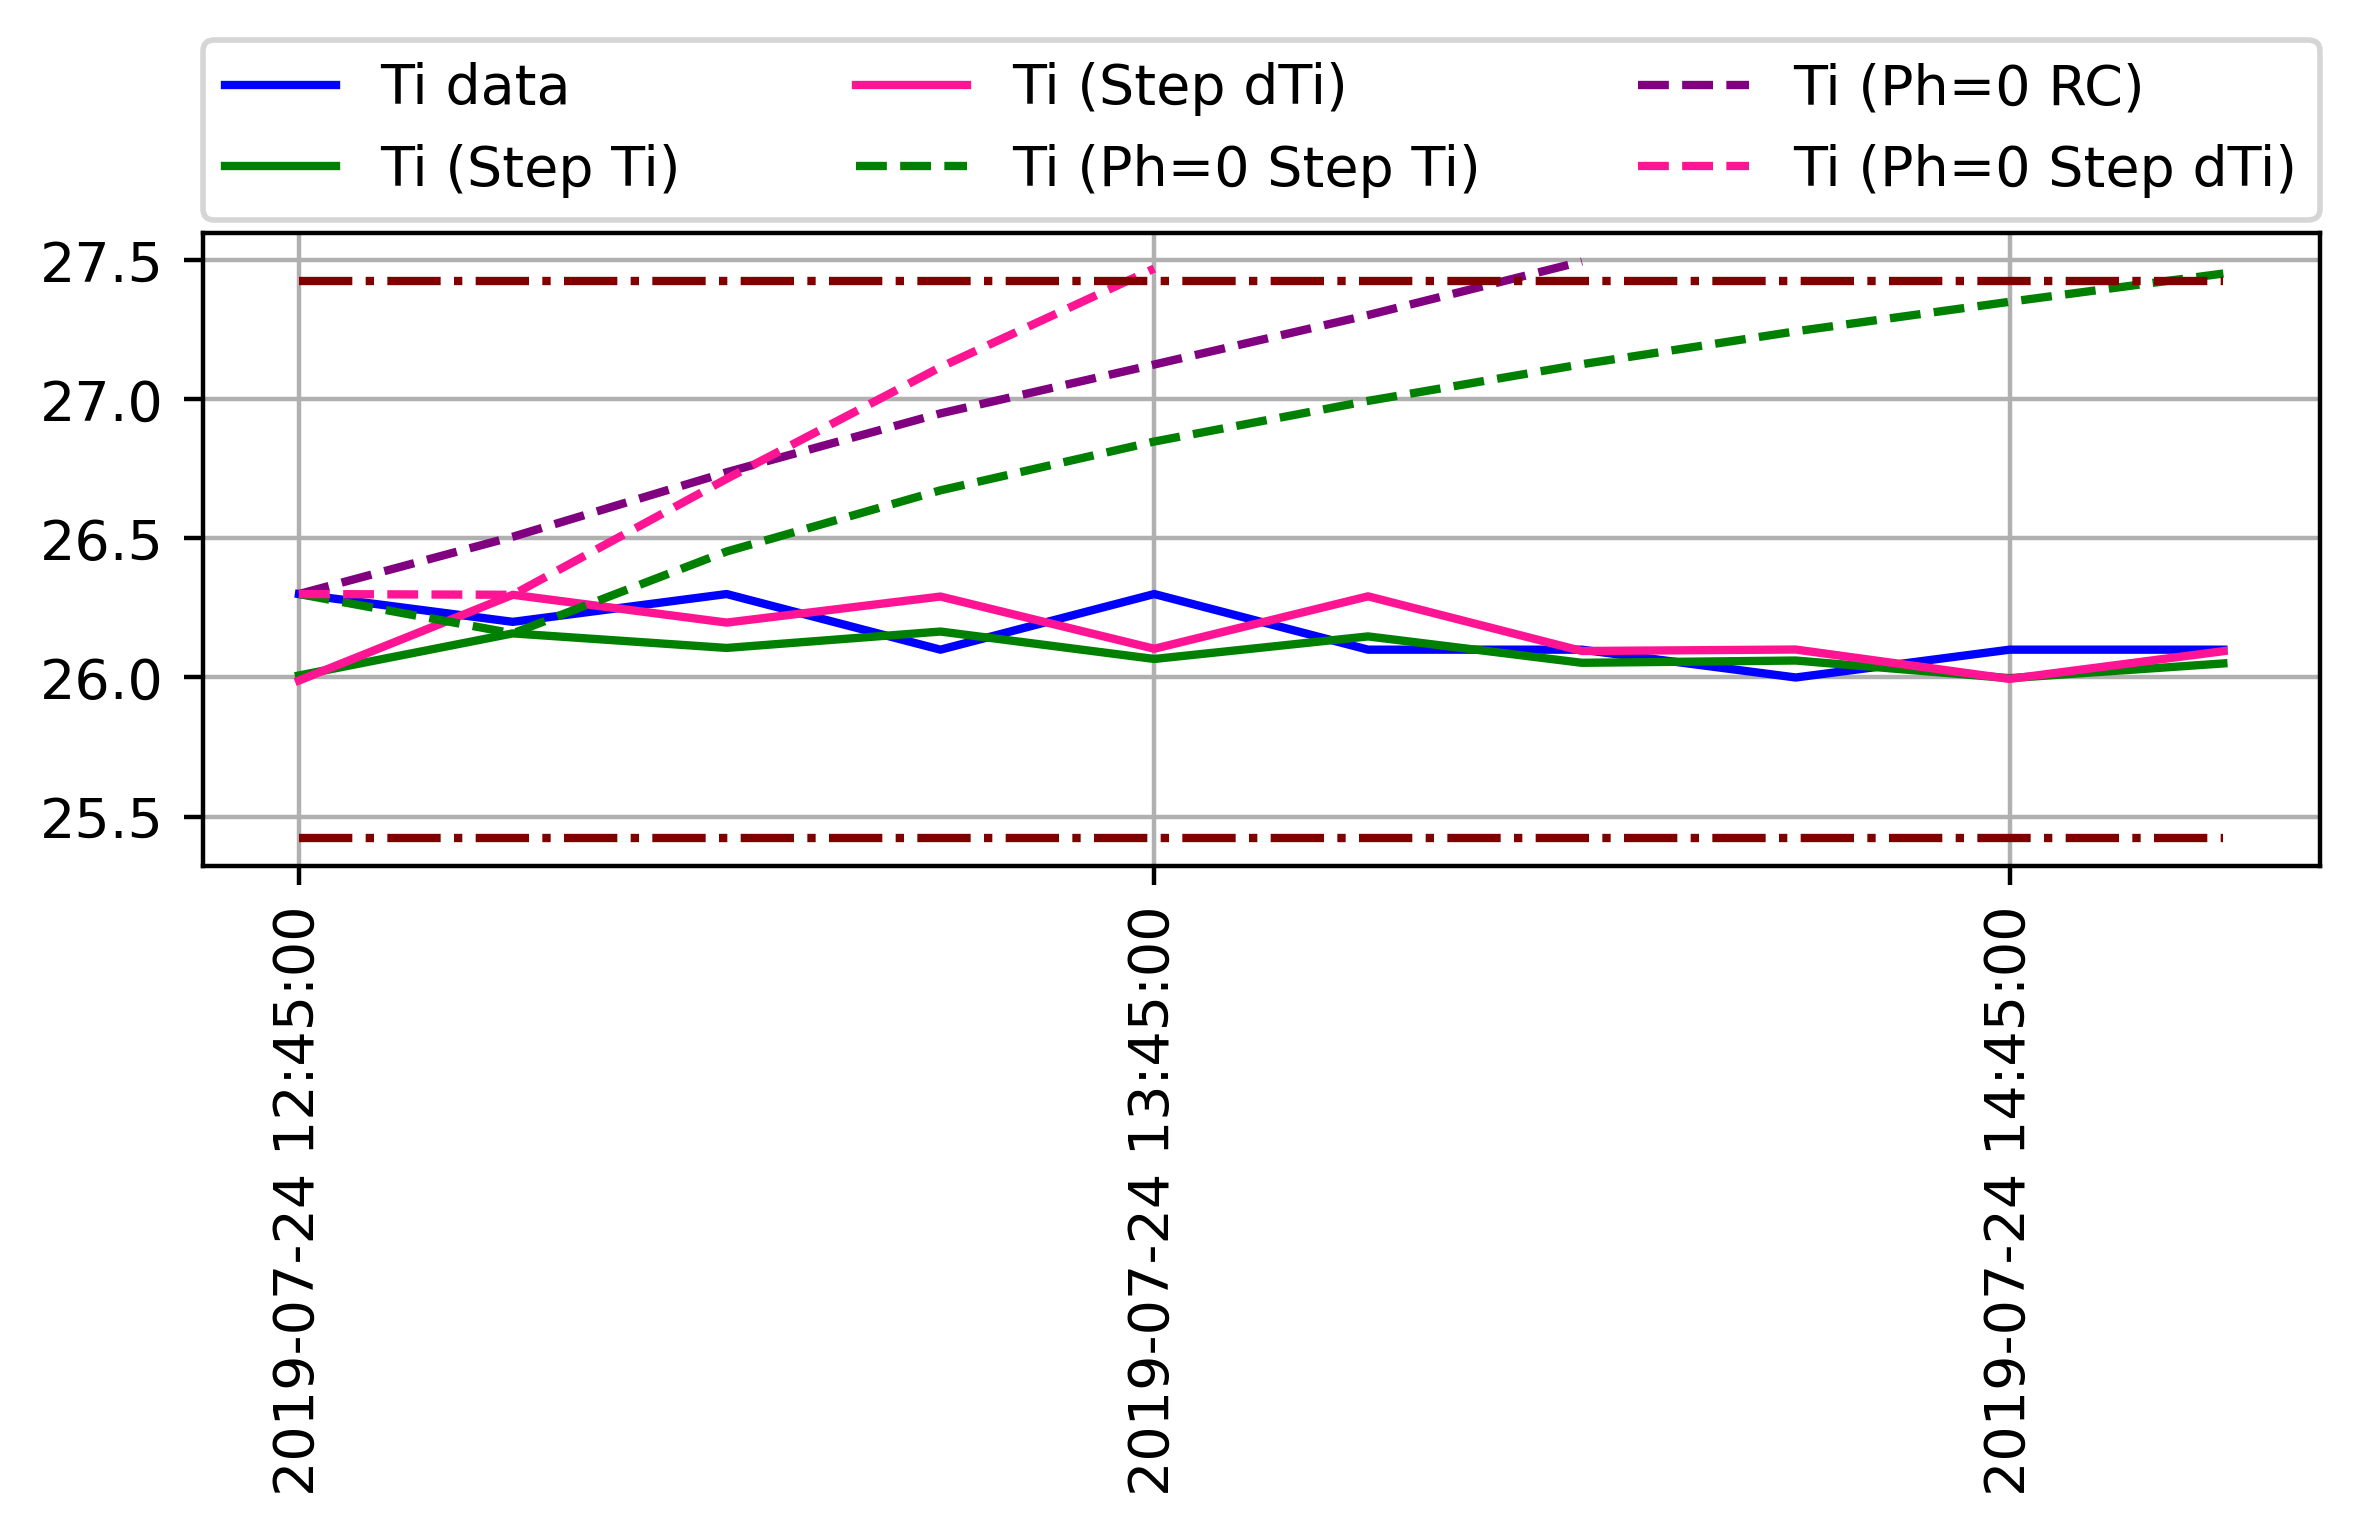 Ti data
Ti (Step Ti)
Ti (Step dTi)
Ti (Ph=0 Step Ti)
Ti (Ph=0 RC)
Ti (Ph=0 Step dTi)
27.5
27.0
26.5
26.0
25.5
2019-07-24 12:45:00
2019-07-24 13:45:00
2019-07-24 14:45:00